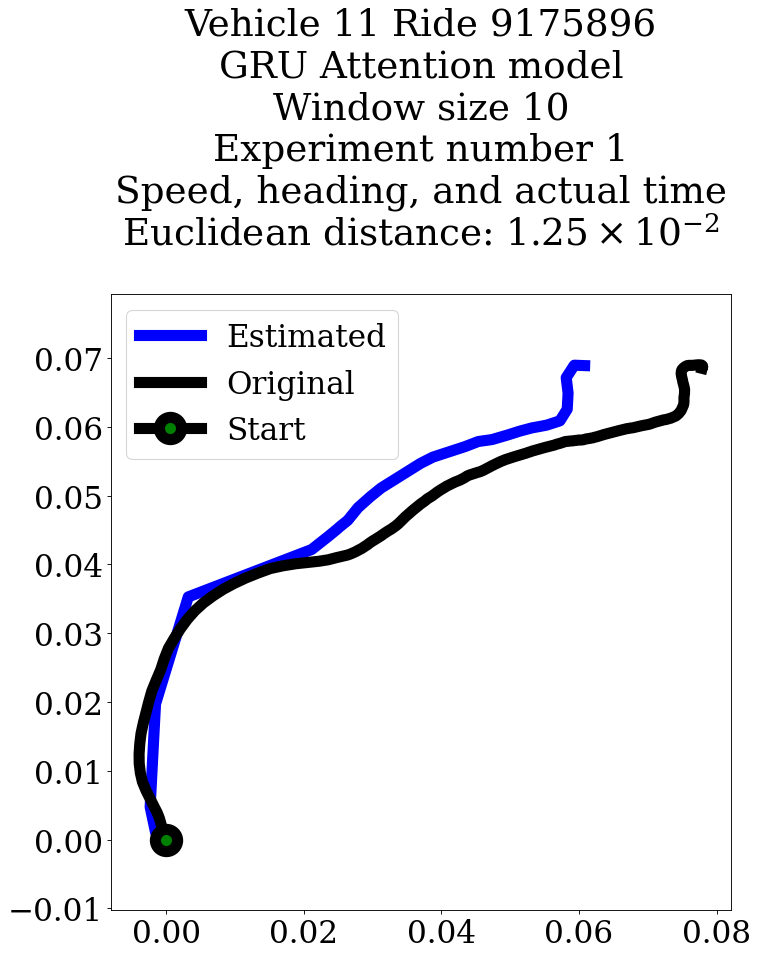 Vehicle 11 Ride 9175896
GRU Attention model
Window size 10
Experiment number 1
Speed, heading, and actual time
Euclidean distance: 1.25 × 10⁻²
Estimated
Original
Start
0.07
0.06
0.05
0.04
0.03
0.02
0.01
0.00
−0.01
0.00 0.02 0.04 0.06 0.08